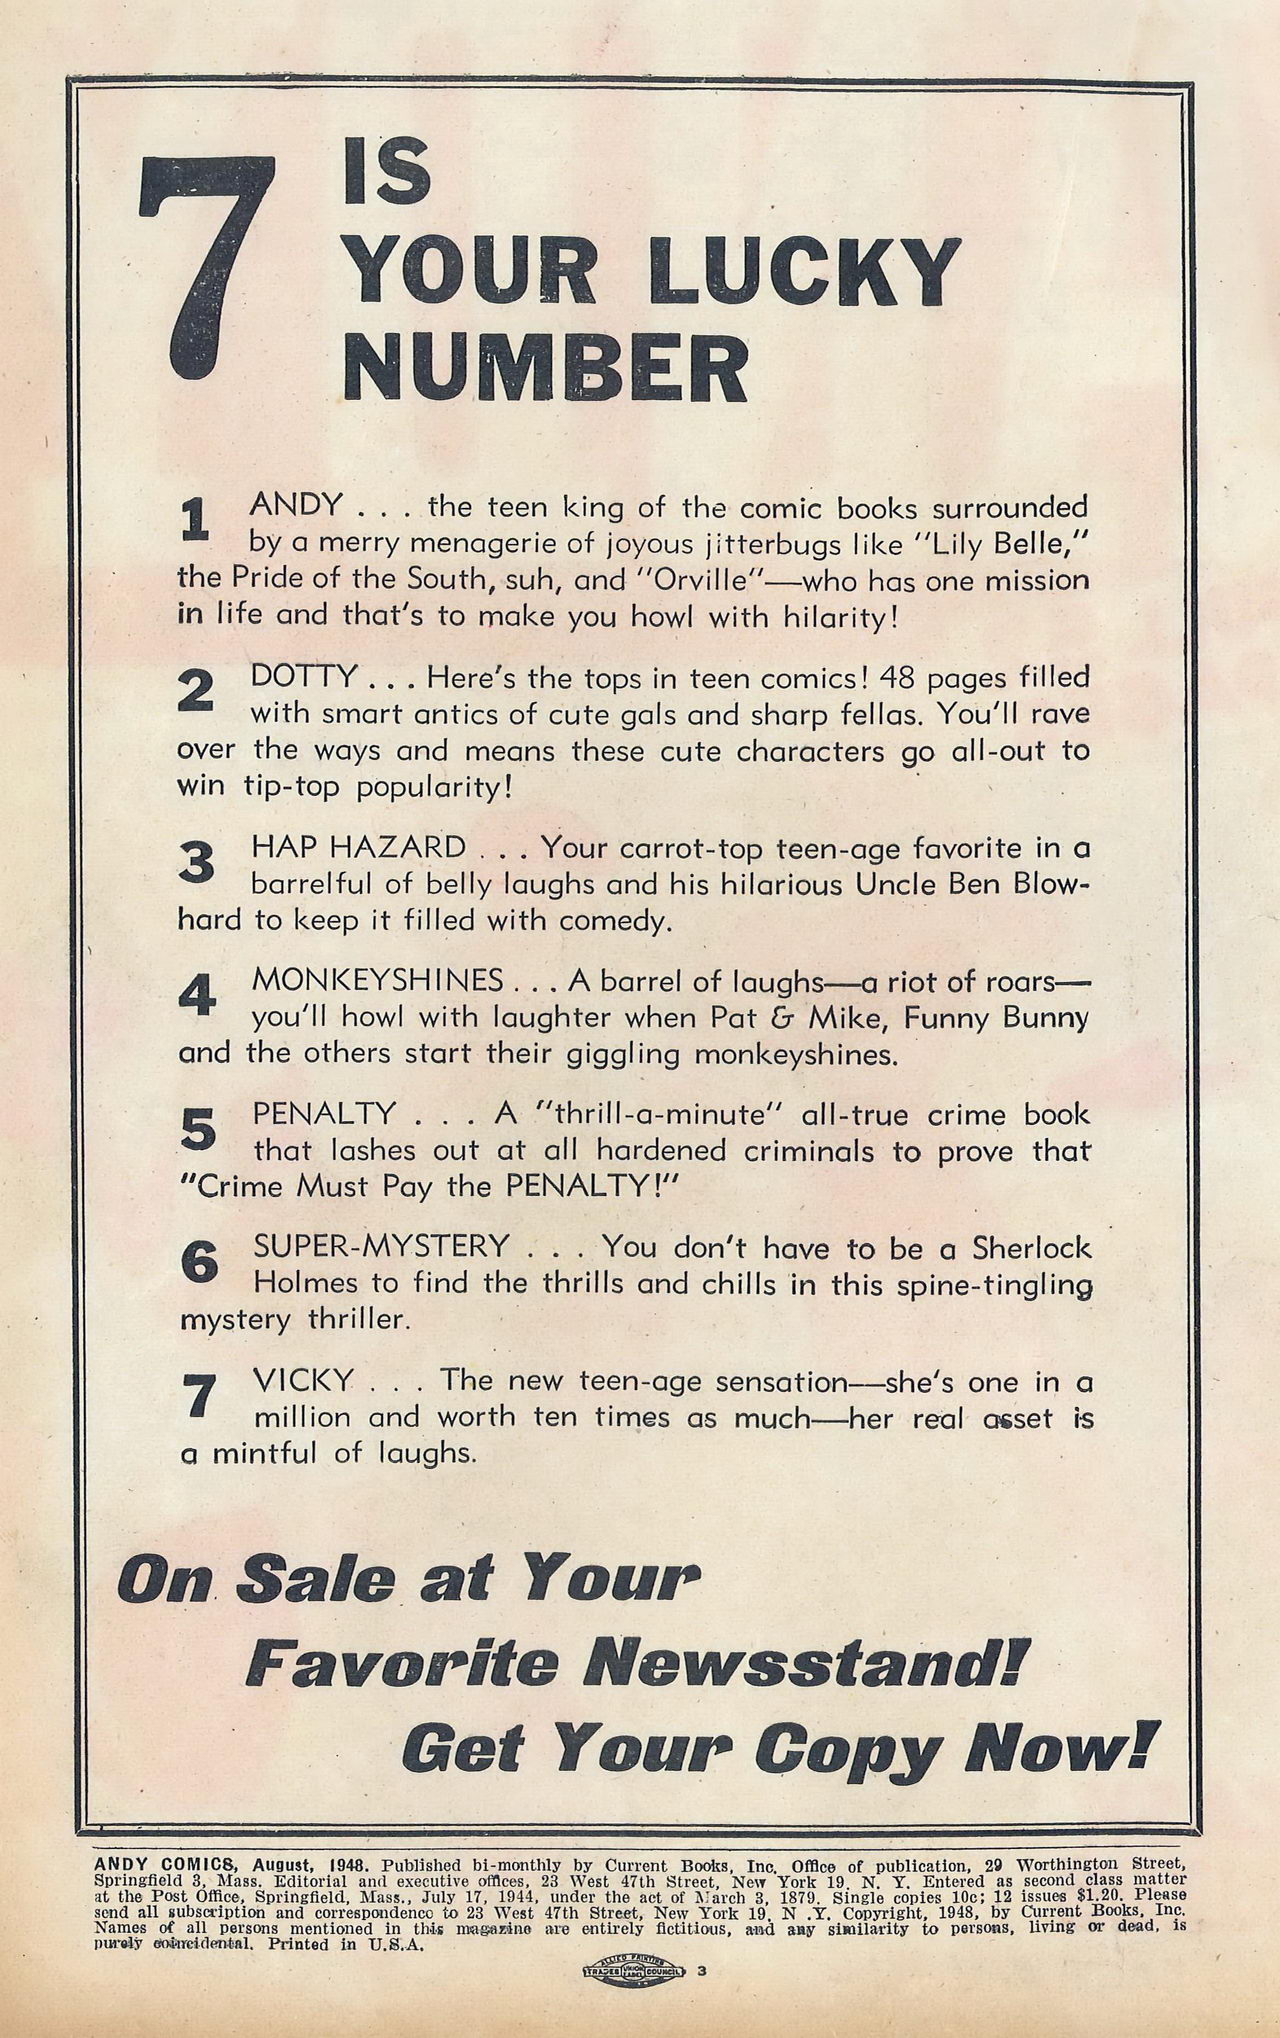 7 IS
YOUR LUCKY
NUMBER
1 ANDY . . . the teen king of the comic books surrounded
by a merry menagerie of joyous jitterbugs like "Lily Belle,"
the Pride of the South, suh, and "Orville"—who has one mission
in life and that's to make you howl with hilarity!
2 DOTTY . . . Here's the tops in teen comics! 48 pages filled
with smart antics of cute gals and sharp fellas. You'll rave
over the ways and means these cute characters go all-out to
win tip-top popularity!
3 HAP HAZARD . . . Your carrot-top teen-age favorite in a
barrelful of belly laughs and his hilarious Uncle Ben Blow-
hard to keep it filled with comedy.
4 MONKEYSHINES . . . A barrel of laughs—a riot of roars—
you'll howl with laughter when Pat & Mike, Funny Bunny
and the others start their giggling monkeyshines.
5 PENALTY . . . A "thrill-a-minute" all-true crime book
that lashes out at all hardened criminals to prove that
"Crime Must Pay the PENALTY!"
6 SUPER-MYSTERY . . . You don't have to be a Sherlock
Holmes to find the thrills and chills in this spine-tingling
mystery thriller.
7 VICKY . . . The new teen-age sensation—she's one in a
million and worth ten times as much—her real asset is
a mintful of laughs.
On Sale at Your
Favorite Newsstand!
Get Your Copy Now!
ANDY COMICS, August, 1948. Published bi-monthly by Current Books, Inc. Office of publication, 29 Worthington Street,
Springfield 3, Mass. Editorial and executive offices, 23 West 47th Street, New York 19, N. Y. Entered as second class matter
at the Post Office, Springfield, Mass., July 17, 1944, under the act of March 3, 1879. Single copies 10c; 12 issues $1.20. Please
send all subscription and correspondence to 23 West 47th Street, New York 19, N .Y. Copyright, 1948, by Current Books, Inc.
Names of all persons mentioned in this magazine are entirely fictitious, and any similarity to persons, living or dead, is
purely coincidental. Printed in U.S.A.
ALLIED PRINTING
TRADES UNION LABEL COUNCIL 3